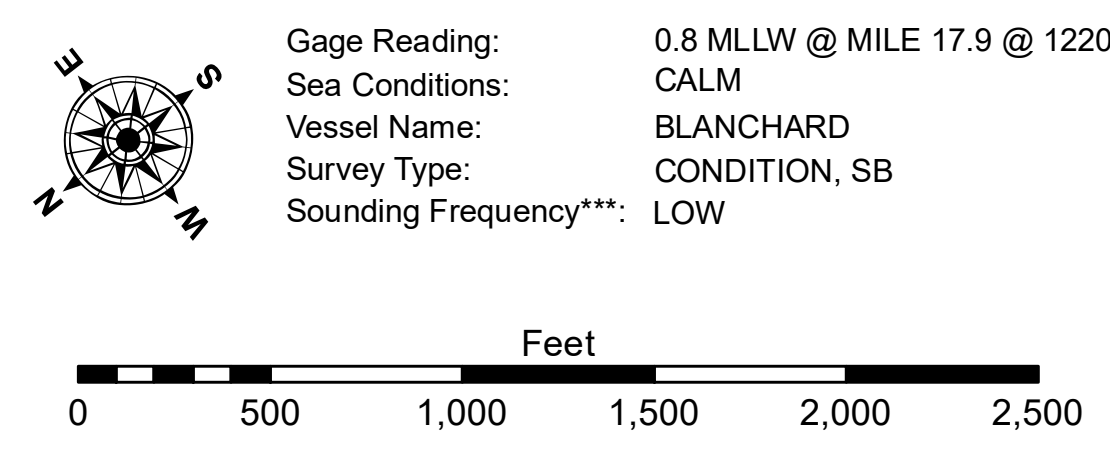 E
S
N
W
Gage Reading: 0.8 MLLW @ MILE 17.9 @ 1220
Sea Conditions: CALM
Vessel Name: BLANCHARD
Survey Type: CONDITION, SB
Sounding Frequency***: LOW
Feet
0 500 1,000 1,500 2,000 2,500